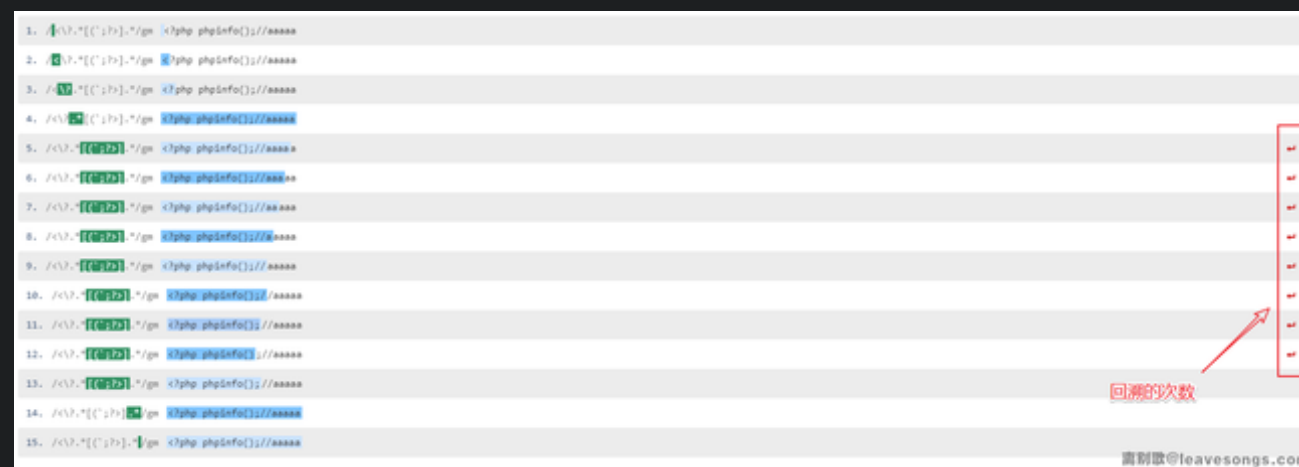 1. /<\?.*[(`;?>].*/gm <?php phpinfo();//aaaaa
2. /<\?.*[(`;?>].*/gm <?php phpinfo();//aaaaa
3. /<\?.*[(`;?>].*/gm <?php phpinfo();//aaaaa
4. /<\?.*[(`;?>].*/gm <?php phpinfo();//aaaaa
5. /<\?.*[(`;?>].*/gm <?php phpinfo();//aaaaa
6. /<\?.*[(`;?>].*/gm <?php phpinfo();//aaaaa
7. /<\?.*[(`;?>].*/gm <?php phpinfo();//aaaaa
8. /<\?.*[(`;?>].*/gm <?php phpinfo();//aaaaa
9. /<\?.*[(`;?>].*/gm <?php phpinfo();//aaaaa
10. /<\?.*[(`;?>].*/gm <?php phpinfo();//aaaaa
11. /<\?.*[(`;?>].*/gm <?php phpinfo();//aaaaa
12. /<\?.*[(`;?>].*/gm <?php phpinfo();//aaaaa
13. /<\?.*[(`;?>].*/gm <?php phpinfo();//aaaaa
回溯的次数
14. /<\?.*[(`;?>].*/gm <?php phpinfo();//aaaaa
15. /<\?.*[(`;?>].*/gm <?php phpinfo();//aaaaa
离别歌@leavesongs.com